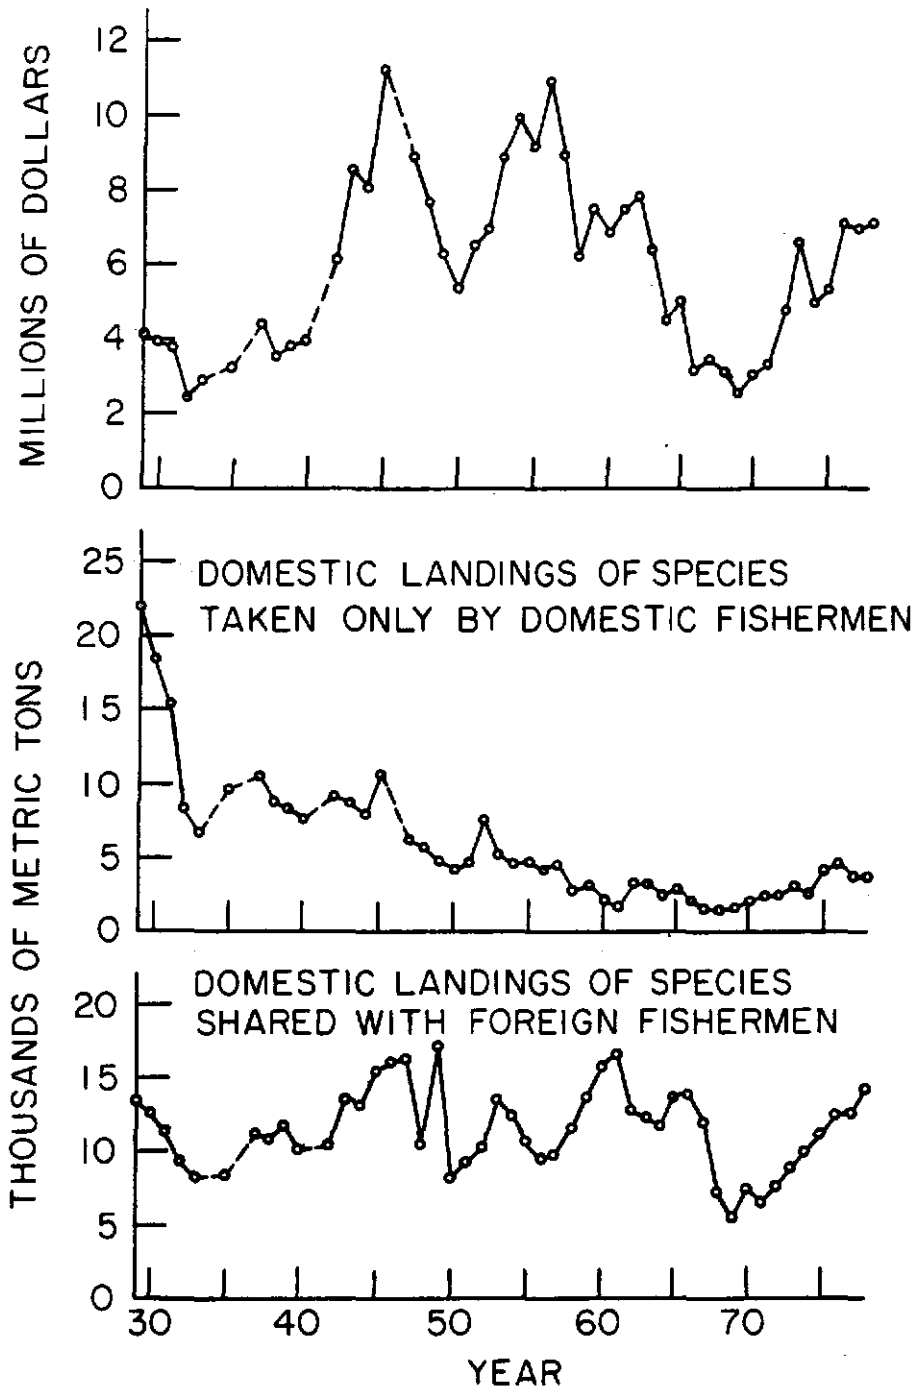 MILLIONS OF DOLLARS
12
10
8
6
4
2
0
THOUSANDS OF METRIC TONS
DOMESTIC LANDINGS OF SPECIES
TAKEN ONLY BY DOMESTIC FISHERMEN
25
20
15
10
5
0
DOMESTIC LANDINGS OF SPECIES
SHARED WITH FOREIGN FISHERMEN
20
15
10
5
0
30 40 50 60 70
YEAR